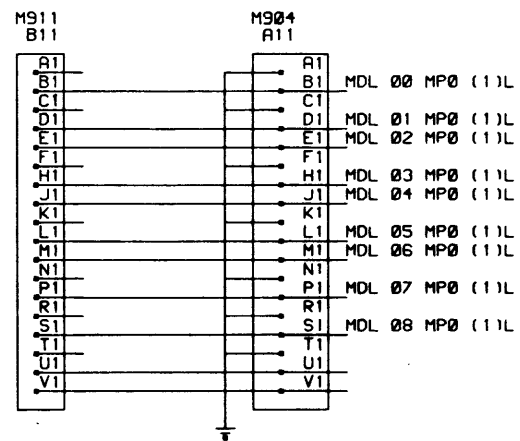 M911 M904
B11 A11
A1 A1
B1 B1 MDL 00 MP0 (1)L
C1 C1
D1 D1 MDL 01 MP0 (1)L
E1 E1 MDL 02 MP0 (1)L
F1 F1
H1 H1 MDL 03 MP0 (1)L
J1 J1 MDL 04 MP0 (1)L
K1 K1
L1 L1 MDL 05 MP0 (1)L
M1 M1 MDL 06 MP0 (1)L
N1 N1
P1 P1 MDL 07 MP0 (1)L
R1 R1
S1 S1 MDL 08 MP0 (1)L
T1 T1
U1 U1
V1 V1